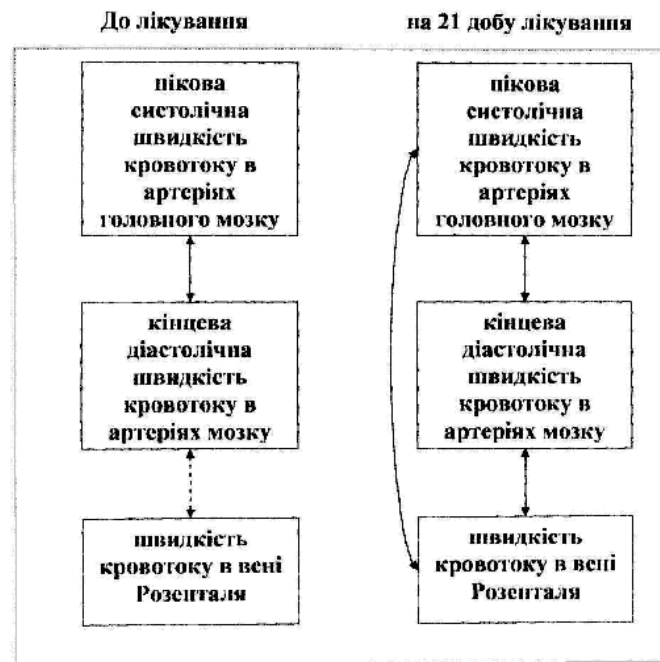 До лікування
на 21 добу лікування
пікова
систолічна
швидкість
кровотоку в
артеріях
головного мозку
пікова
систолічна
швидкість
кровотоку в
артеріях
головного мозку
кінцева
діастолічна
швидкість
кровотоку в
артеріях мозку
кінцева
діастолічна
швидкість
кровотоку в
артеріях мозку
швидкість
кровотоку в вені
Розенталя
швидкість
кровотоку в вені
Розенталя